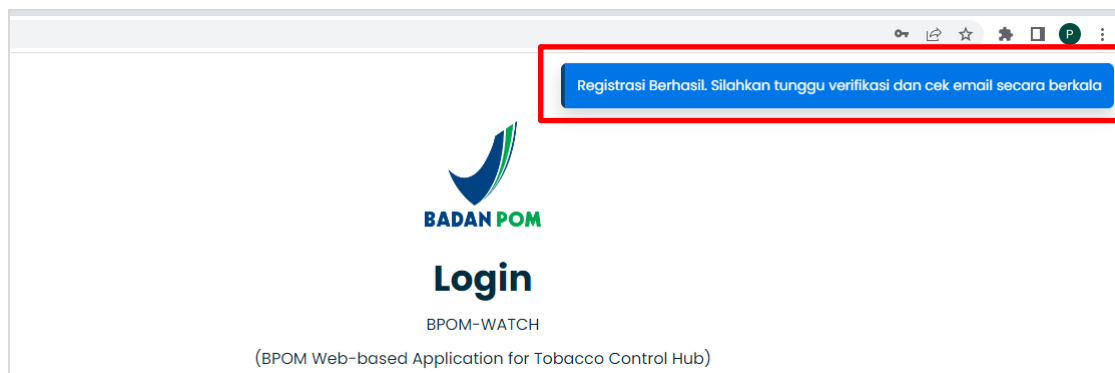 P
Registrasi Berhasil. Silahkan tunggu verifikasi dan cek email secara berkala
BADAN POM
Login
BPOM-WATCH
(BPOM Web-based Application for Tobacco Control Hub)